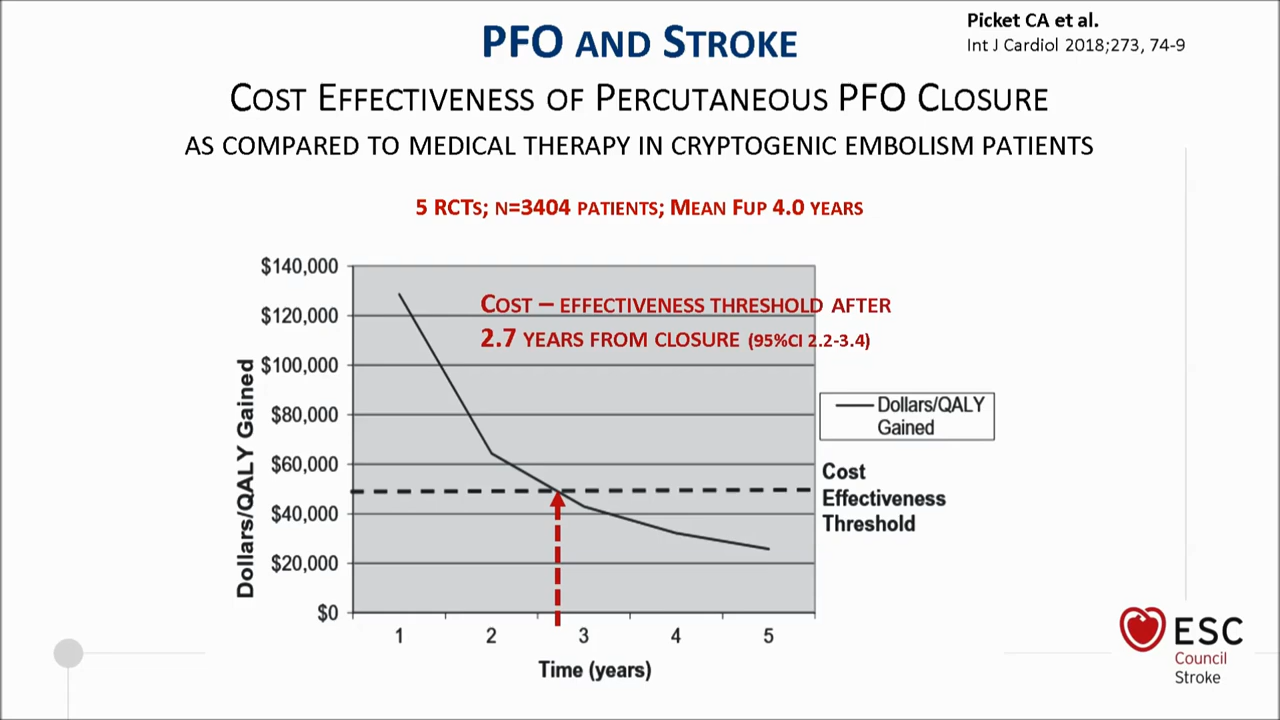 PFO AND STROKE
Picket CA et al.
Int J Cardiol 2018;273, 74-9
COST EFFECTIVENESS OF PERCUTANEOUS PFO CLOSURE
AS COMPARED TO MEDICAL THERAPY IN CRYPTOGENIC EMBOLISM PATIENTS
5 RCTS; N=3404 PATIENTS; MEAN FUP 4.0 YEARS
COST – EFFECTIVENESS THRESHOLD AFTER
2.7 YEARS FROM CLOSURE (95%CI 2.2-3.4)
Dollars/QALY Gained
$140,000
$120,000
$100,000
$80,000
$60,000
$40,000
$20,000
$0
1 2 3 4 5
Time (years)
Dollars/QALY
Gained
Cost
Effectiveness
Threshold
ESC
Council
Stroke